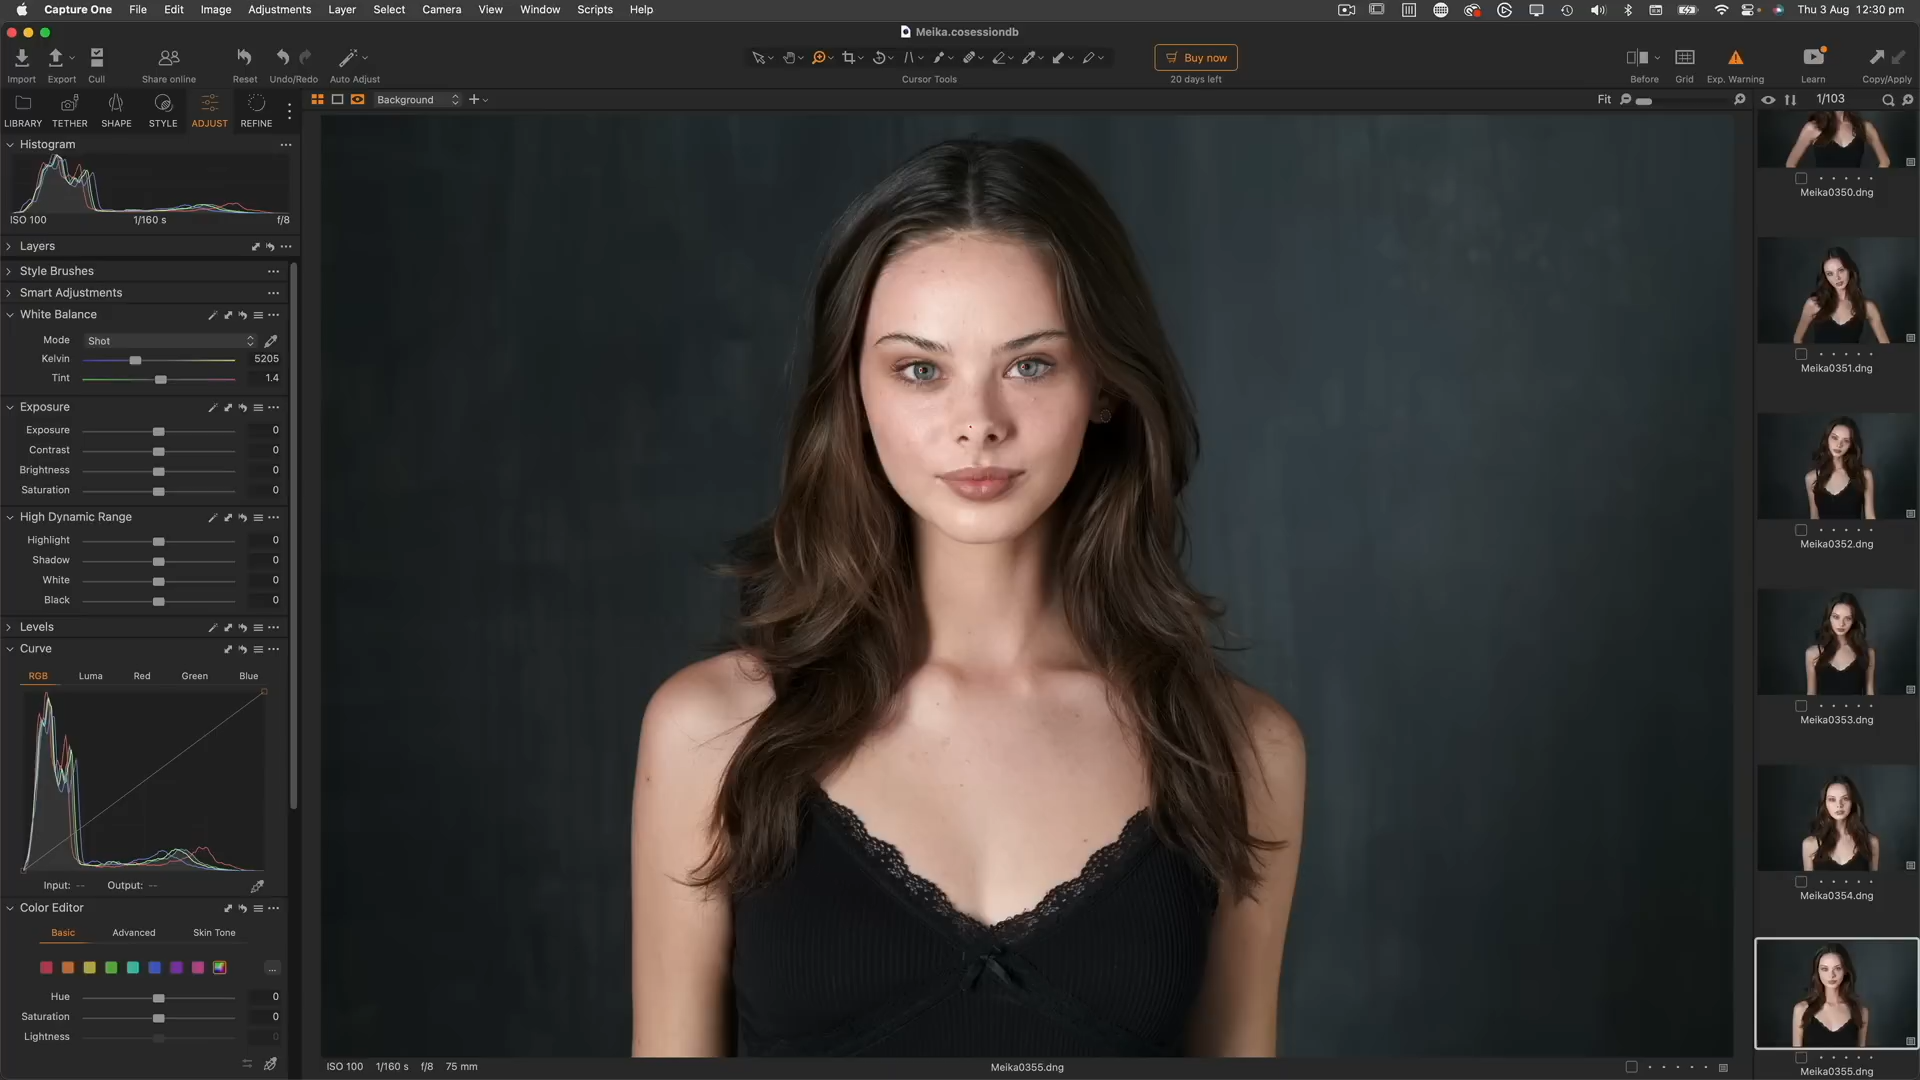 Capture One File Edit Image Adjustments Layer Select Camera View Window Scripts Help
Thu 3 Aug 12:30 pm
Meika.cosessiondb
Import Export Cull Share online Reset Undo/Redo Auto Adjust
Cursor Tools
Buy now
20 days left
Before Grid Exp. Warning Learn Copy/Apply
LIBRARY TETHER SHAPE STYLE ADJUST REFINE
Background
Fit
1/103
Histogram
ISO 100 1/160 s f/8
Layers
Style Brushes
Smart Adjustments
White Balance
Mode Shot
Kelvin 5205
Tint 1.4
Exposure
Exposure 0
Contrast 0
Brightness 0
Saturation 0
High Dynamic Range
Highlight 0
Shadow 0
White 0
Black 0
Levels
Curve
RGB Luma Red Green Blue
Input: -- Output: --
Color Editor
Basic Advanced Skin Tone
...
Hue 0
Saturation 0
Lightness 0
ISO 100 1/160 s f/8 75 mm
Meika0355.dng
Meika0350.dng
Meika0351.dng
Meika0352.dng
Meika0353.dng
Meika0354.dng
Meika0355.dng